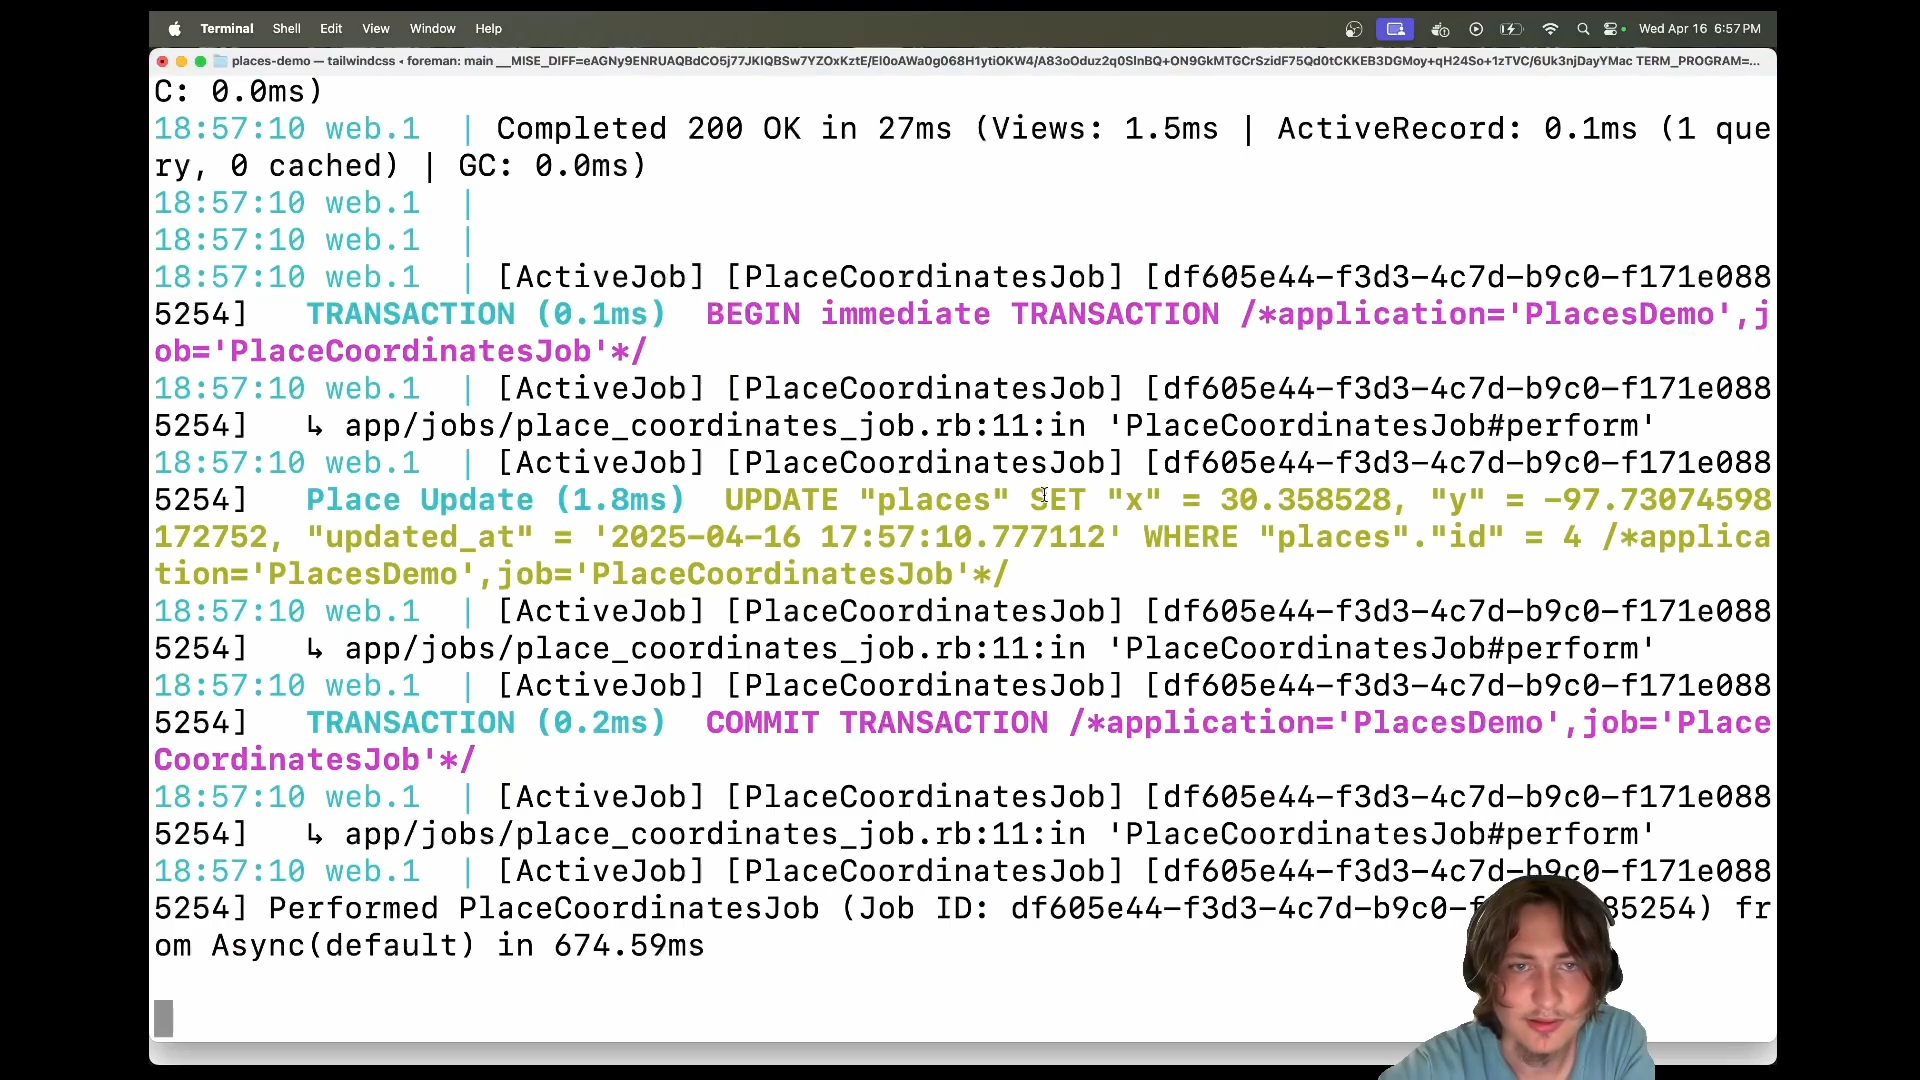 Terminal Shell Edit View Window Help Wed Apr 16 6:57 PM
places-demo — tailwindcss ◂ foreman: main
C: 0.0ms)
18:57:10 web.1  | Completed 200 OK in 27ms (Views: 1.5ms | ActiveRecord: 0.1ms (1 que
ry, 0 cached) | GC: 0.0ms)
18:57:10 web.1  |
18:57:10 web.1  |
18:57:10 web.1  | [ActiveJob] [PlaceCoordinatesJob] [df605e44-f3d3-4c7d-b9c0-f171e088
5254]   TRANSACTION (0.1ms)  BEGIN immediate TRANSACTION /*application='PlacesDemo',j
ob='PlaceCoordinatesJob'*/
18:57:10 web.1  | [ActiveJob] [PlaceCoordinatesJob] [df605e44-f3d3-4c7d-b9c0-f171e088
5254]   ↳ app/jobs/place_coordinates_job.rb:11:in 'PlaceCoordinatesJob#perform'
18:57:10 web.1  | [ActiveJob] [PlaceCoordinatesJob] [df605e44-f3d3-4c7d-b9c0-f171e088
5254]   Place Update (1.8ms)  UPDATE "places" SET "x" = 30.358528, "y" = -97.73074598
172752, "updated_at" = '2025-04-16 17:57:10.777112' WHERE "places"."id" = 4 /*applica
tion='PlacesDemo',job='PlaceCoordinatesJob'*/
18:57:10 web.1  | [ActiveJob] [PlaceCoordinatesJob] [df605e44-f3d3-4c7d-b9c0-f171e088
5254]   ↳ app/jobs/place_coordinates_job.rb:11:in 'PlaceCoordinatesJob#perform'
18:57:10 web.1  | [ActiveJob] [PlaceCoordinatesJob] [df605e44-f3d3-4c7d-b9c0-f171e088
5254]   TRANSACTION (0.2ms)  COMMIT TRANSACTION /*application='PlacesDemo',job='Place
CoordinatesJob'*/
18:57:10 web.1  | [ActiveJob] [PlaceCoordinatesJob] [df605e44-f3d3-4c7d-b9c0-f171e088
5254]   ↳ app/jobs/place_coordinates_job.rb:11:in 'PlaceCoordinatesJob#perform'
18:57:10 web.1  | [ActiveJob] [PlaceCoordinatesJob] [df605e44-f3d3-4c7d-b9c0-f171e088
5254] Performed PlaceCoordinatesJob (Job ID: df605e44-f3d3-4c7d-b9c0-f 85254) fr
om Async(default) in 674.59ms